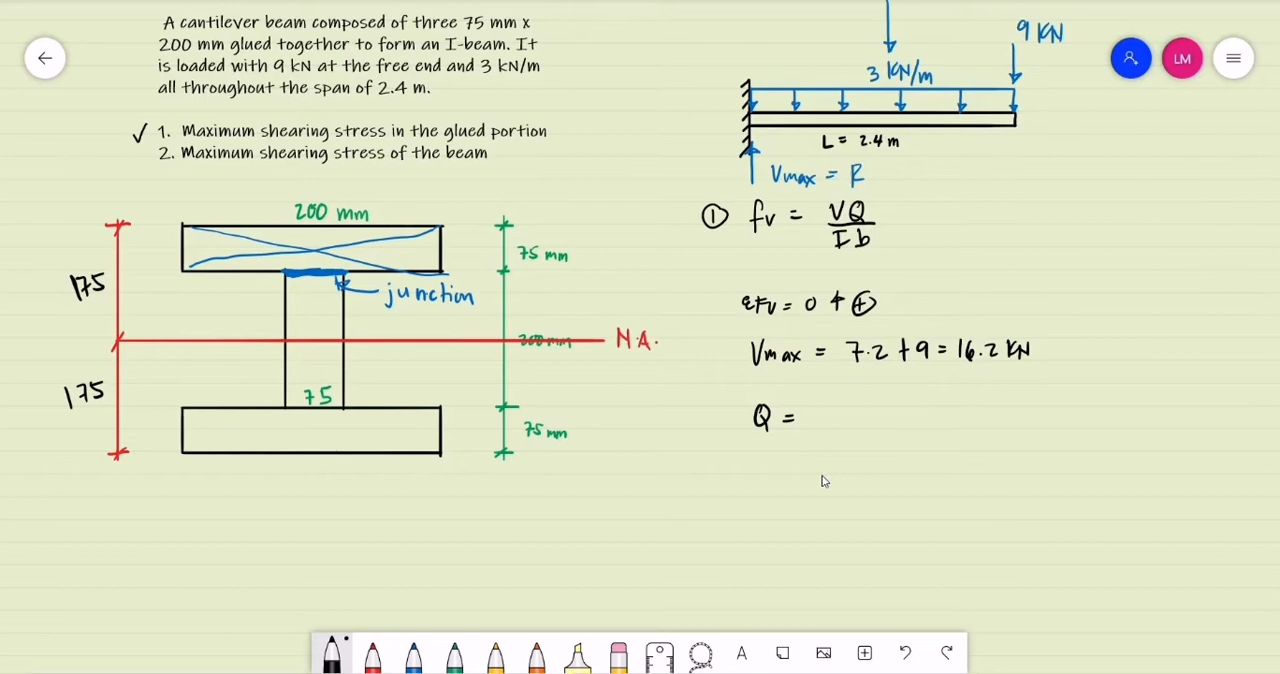 A cantilever beam composed of three 75 mm x
200 mm glued together to form an I-beam. It
is loaded with 9 kN at the free end and 3 kN/m
all throughout the span of 2.4 m.
✓ 1. Maximum shearing stress in the glued portion
2. Maximum shearing stress of the beam
9 KN
3 KN/m
L = 2.4 m
Vmax = R
① fv = VQ / Ib
ΣFv = 0 ↑ ⊕
Vmax = 7.2 + 9 = 16.2 KN
Q =
200 mm
75 mm
175
junction
200 mm
N.A.
175
75
75 mm
LM
A